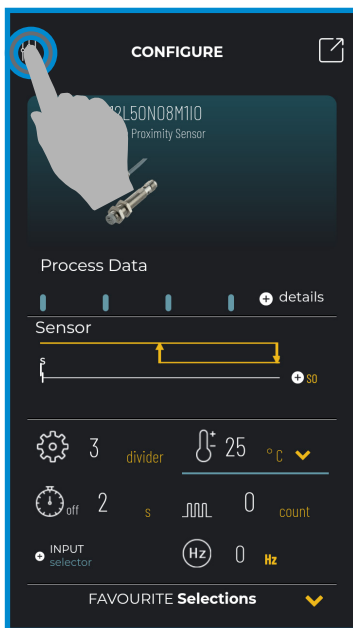 CONFIGURE
2L50N08M1IO
Proximity Sensor
Process Data
details
Sensor
s
SO
3 divider 25 °C
off 2 s 0 count
INPUT
selector
Hz 0 Hz
FAVOURITE Selections